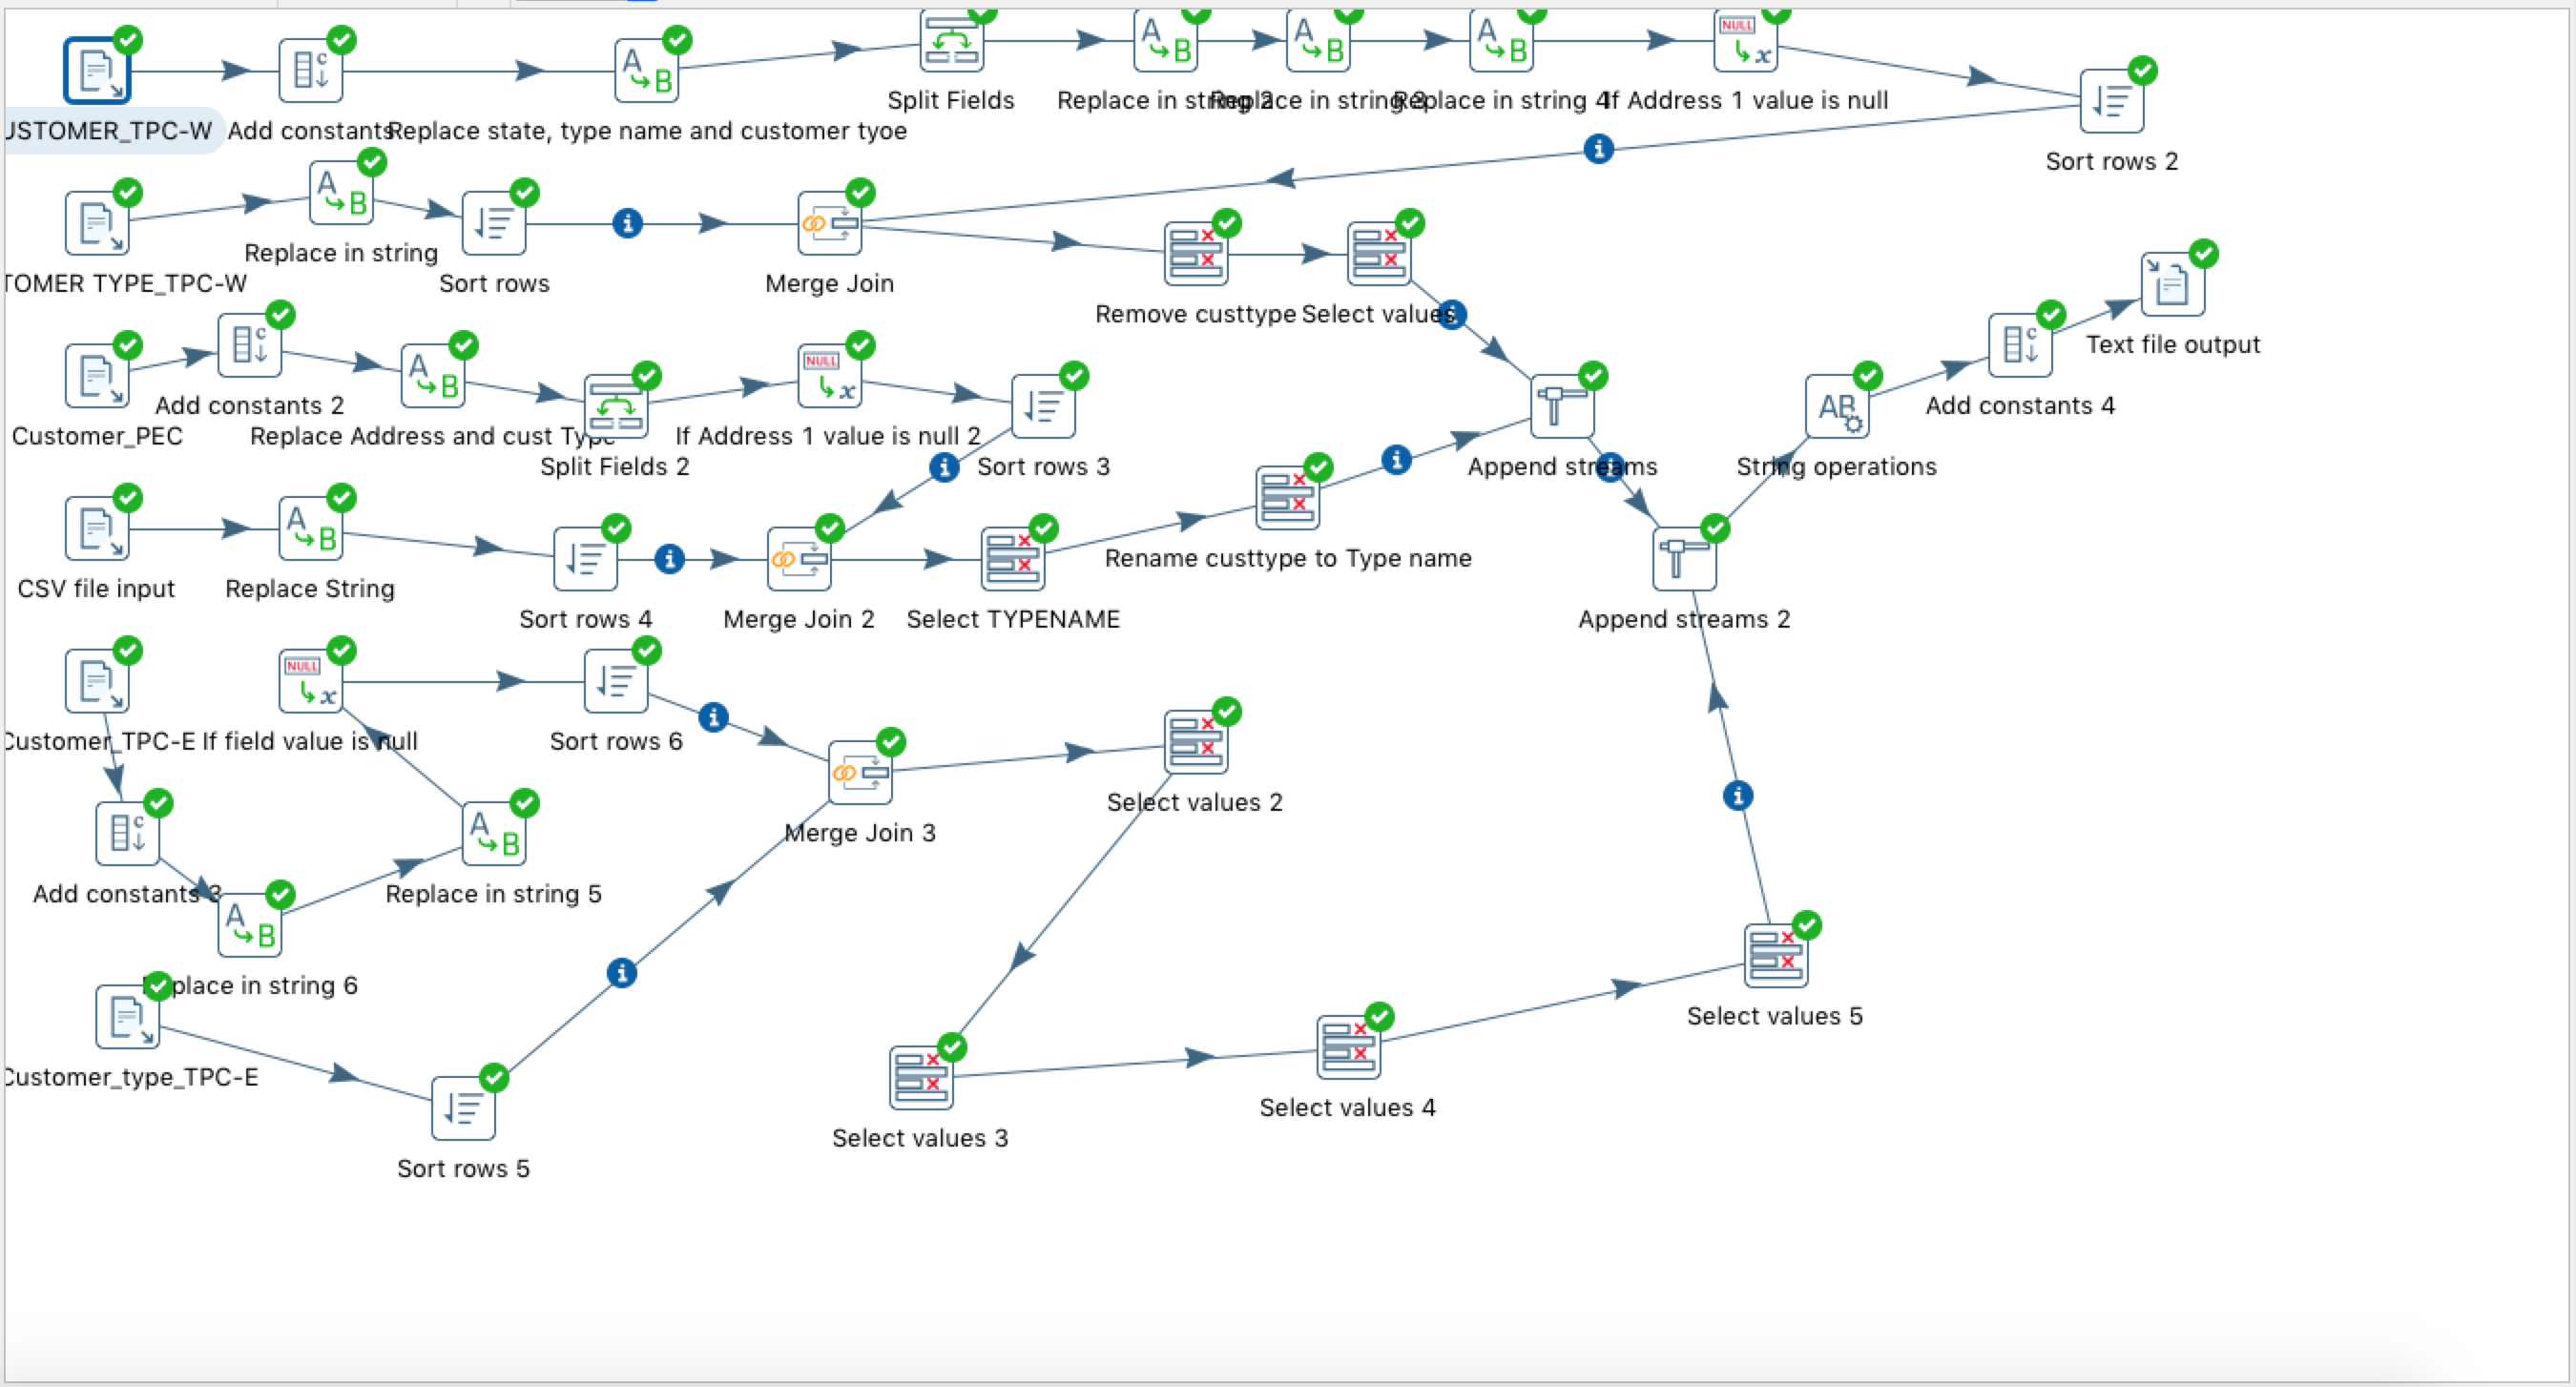 Split Fields
Replace in string 2
Replace in string 3
Replace in string 4
If Address 1 value is null
USTOMER_TPC-W
Add constants
Replace state, type name and customer tyoe
Sort rows 2
Replace in string
TOMER TYPE_TPC-W
Sort rows
Merge Join
Remove custtype
Select values
Text file output
Add constants 2
Add constants 4
Customer_PEC
Replace Address and cust Type
If Address 1 value is null 2
Split Fields 2
Sort rows 3
Append streams
String operations
Rename custtype to Type name
CSV file input
Replace String
Sort rows 4
Merge Join 2
Select TYPENAME
Append streams 2
Customer_TPC-E
If field value is null
Sort rows 6
Select values 2
Merge Join 3
Add constants 3
Replace in string 5
place in string 6
Select values 5
Customer_type_TPC-E
Select values 4
Select values 3
Sort rows 5